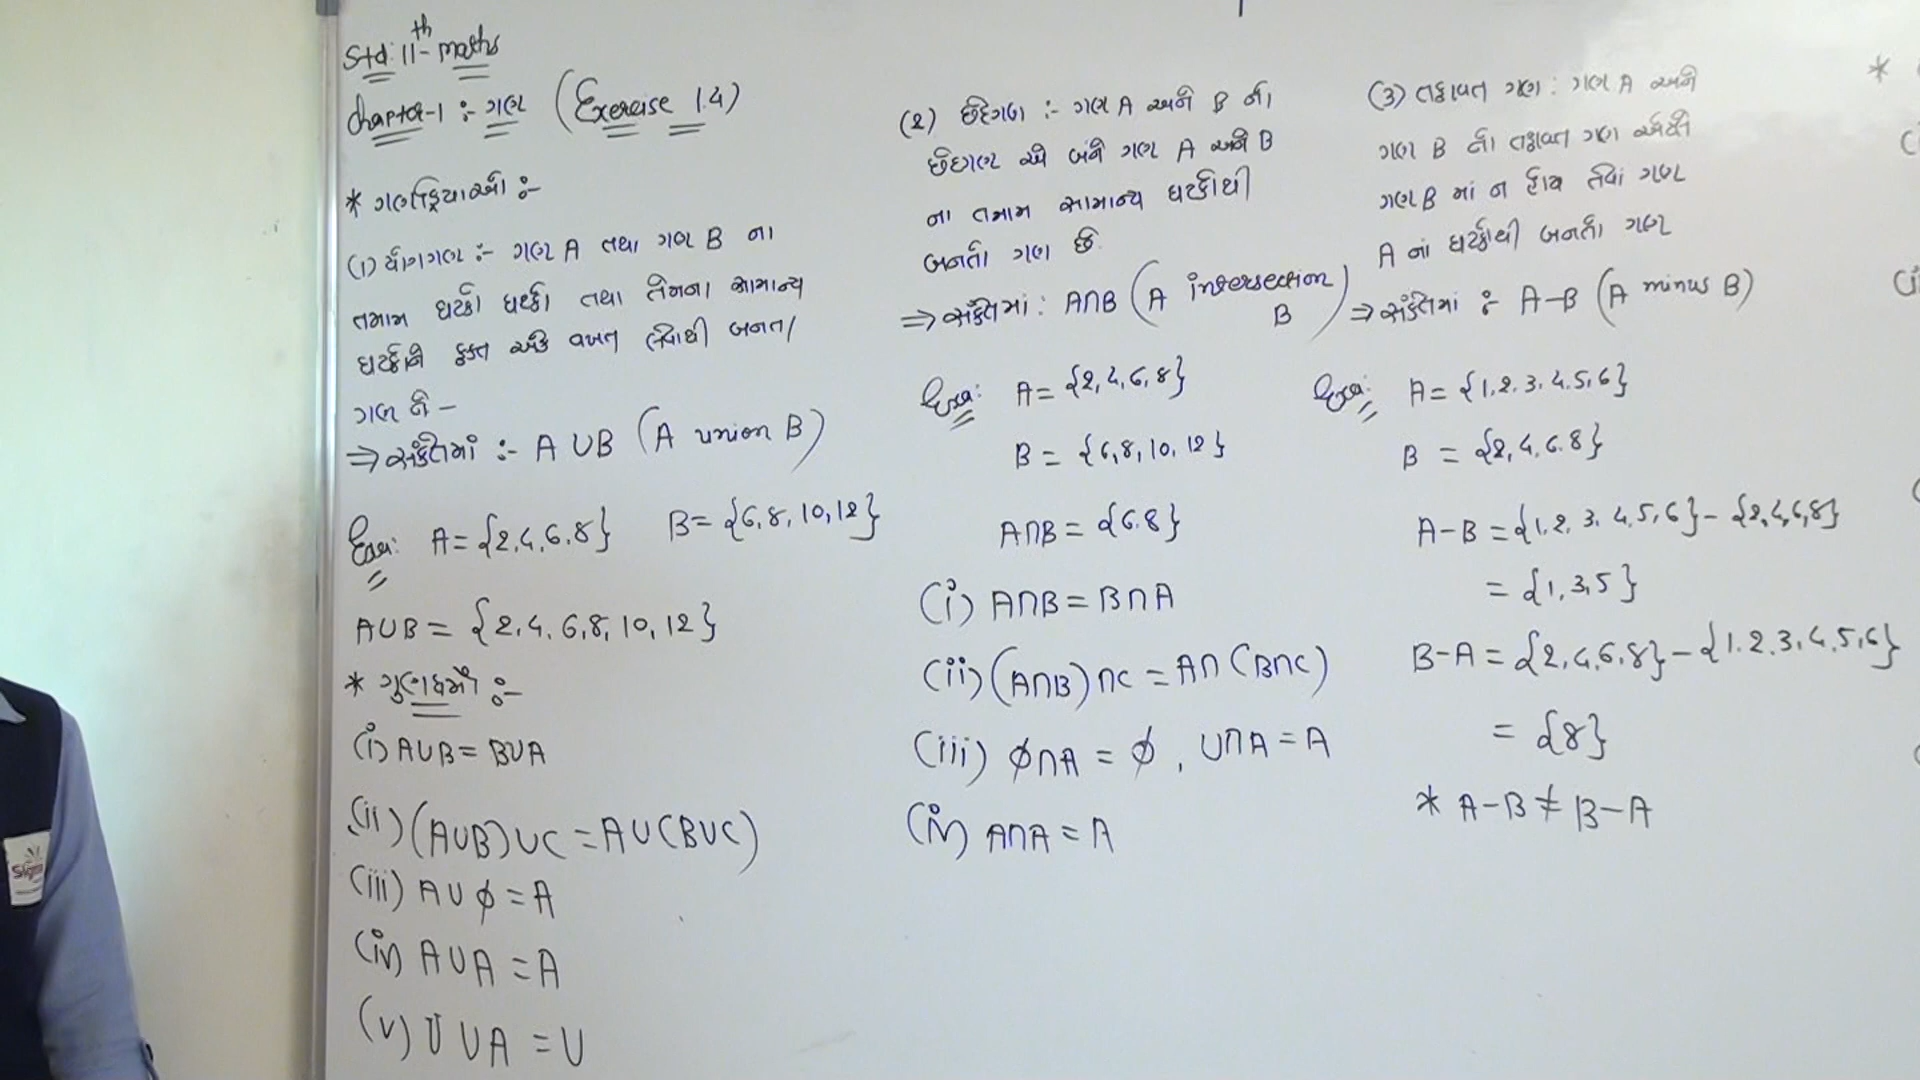 Std: 11th - maths
Chapter-1 :- ગણ (Exercise 1.4)
* ગણક્રિયાઓ :-
(1) યોગગણ :- ગણ A તથા ગણ B ના
તમામ ઘટકો ઘટકો તથા તેમના સામાન્ય
ઘટકોને ફક્ત એક વખત લેવાથી બનતા
ગણ ને -
⇒ સંકેતમાં :- A ∪ B (A union B)
Exa: A = {2, 4, 6, 8} B = {6, 8, 10, 12}
A∪B = {2, 4, 6, 8, 10, 12}
* ગુણધર્મો :-
(i) A∪B = B∪A
(ii) (A∪B)∪C = A∪(B∪C)
(iii) A∪ϕ = A
(iv) A∪A = A
(v) U∪A = U
(2) છેદગણ :- ગણ A અને B નો
છેદગણ એ બંને ગણ A અને B
ના તમામ સામાન્ય ઘટકોથી
બનતો ગણ છે.
⇒ સંકેતમાં : A∩B (A intersection
B)
Exa: A = {2, 4, 6, 8}
B = {6, 8, 10, 12}
A∩B = {6, 8}
(i) A∩B = B∩A
(ii) (A∩B)∩C = A∩(B∩C)
(iii) ϕ∩A = ϕ, U∩A = A
(iv) A∩A = A
(3) તફાવત ગણ : ગણ A અને
ગણ B નો તફાવત ગણ એટલે
ગણ B માં ન હોય તેવાં ગણ
A નાં ઘટકોથી બનતો ગણ
⇒ સંકેતમાં :- A-B (A minus B)
Exa: A = {1, 2, 3, 4, 5, 6}
B = {2, 4, 6, 8}
A-B = {1, 2, 3, 4, 5, 6} - {2, 4, 6, 8}
= {1, 3, 5}
B-A = {2, 4, 6, 8} - {1, 2, 3, 4, 5, 6}
= {8}
* A-B ≠ B-A
*